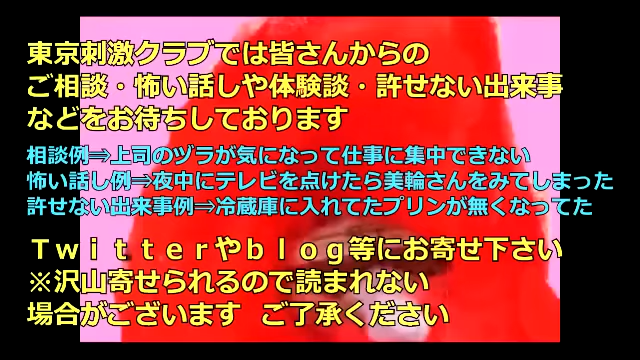 東京刺激クラブでは皆さんからの
ご相談・怖い話しや体験談・許せない出来事
などをお待ちしております
相談例⇒上司のヅラが気になって仕事に集中できない
怖い話し例⇒夜中にテレビを点けたら美輪さんをみてしまった
許せない出来事例⇒冷蔵庫に入れてたプリンが無くなってた
Ｔｗｉｔｔｅｒやｂｌｏｇ等にお寄せ下さい
※沢山寄せられるので読まれない
場合がございます　ご了承ください